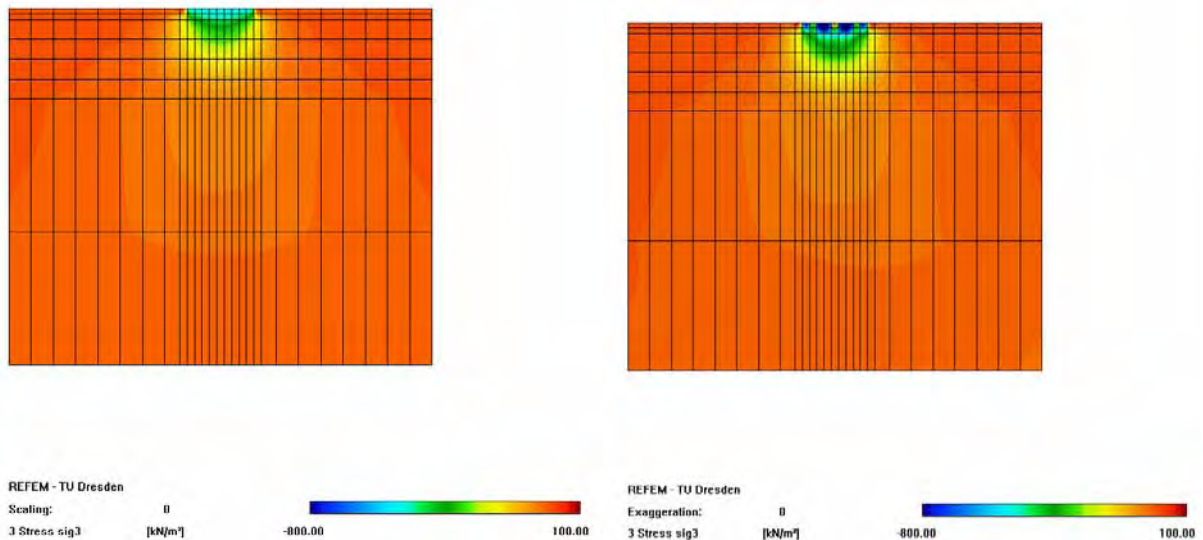 REFEM - TU Dresden
Scaling: 0
3 Stress sig3 [kN/m²] -800.00 100.00
REFEM - TU Dresden
Exaggeration: 0
3 Stress sig3 [kN/m²] -800.00 100.00